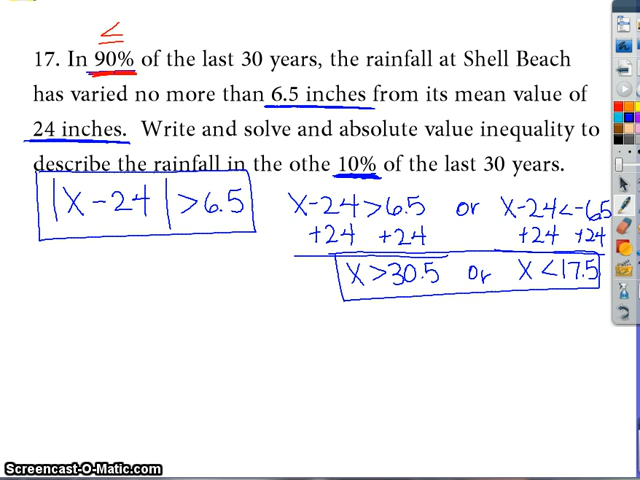 ≤
17. In 90% of the last 30 years, the rainfall at Shell Beach
has varied no more than 6.5 inches from its mean value of
24 inches. Write and solve and absolute value inequality to
describe the rainfall in the othe 10% of the last 30 years.
|x-24| > 6.5
x-24>6.5 or x-24<-6.5
+24 +24 +24 +24
x>30.5 or x<17.5
Screencast-O-Matic.com